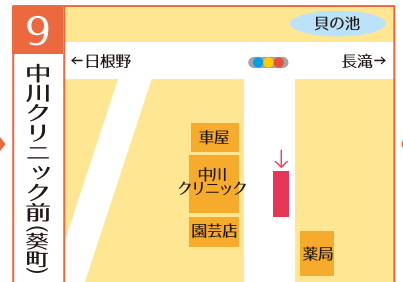 9
中川クリニック前(葵町)
貝の池
←日根野
長滝→
車屋
中川
クリニック
園芸店
薬局